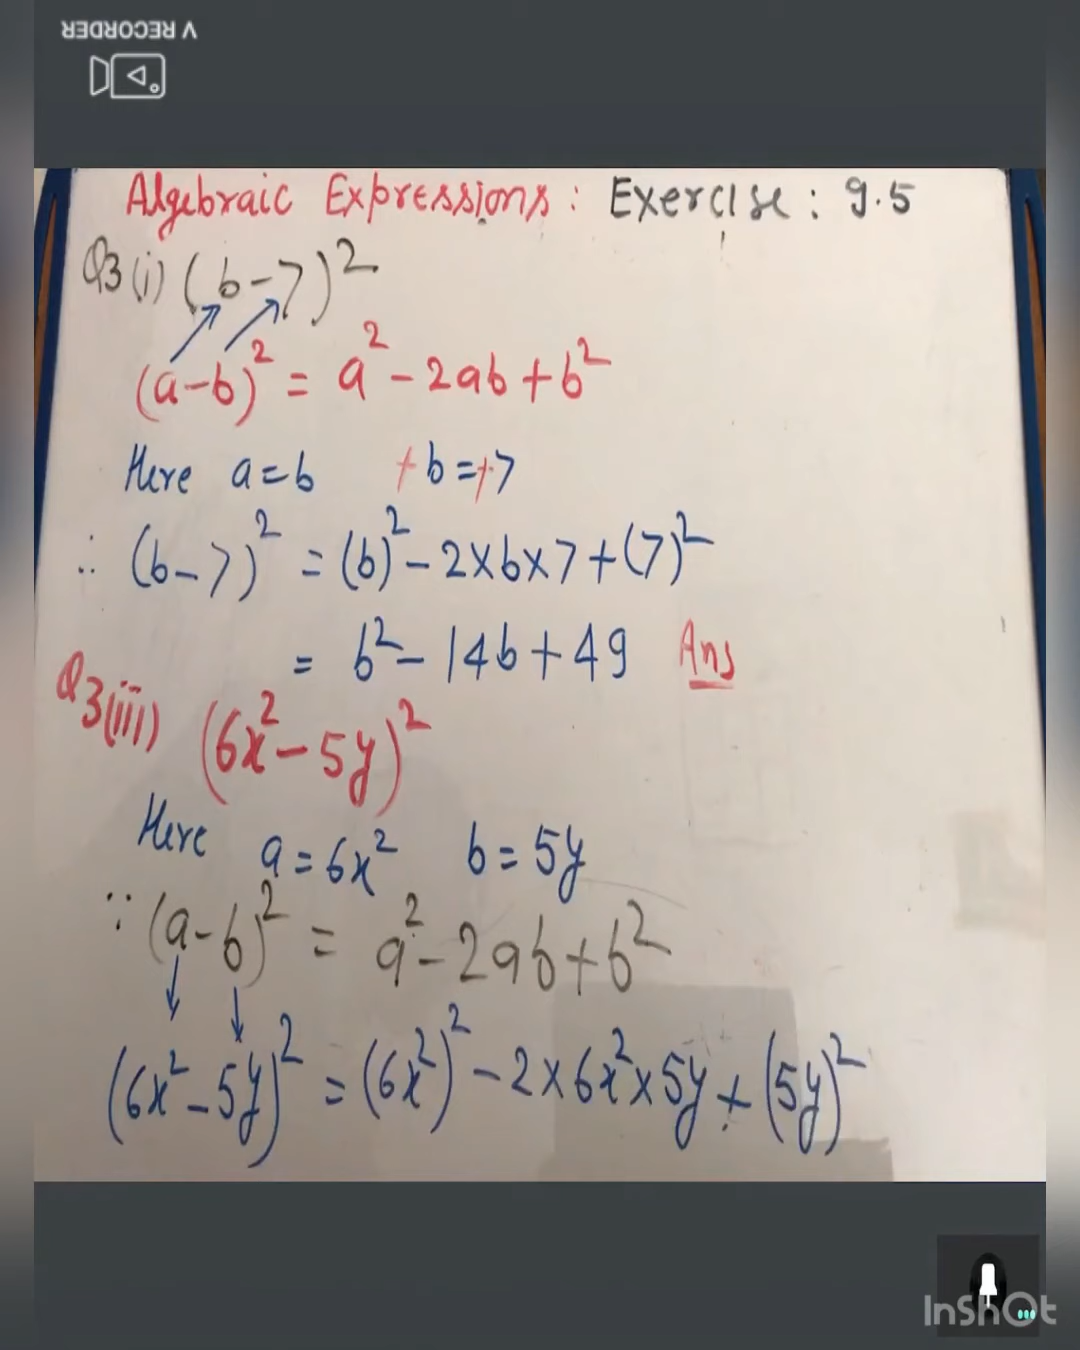 V RECORDER
Algebraic Expressions: Exercise: 9.5
Q3(i) (b-7)²
(a-b)² = a² - 2ab + b²
Here a=b + b=+7
∴ (b-7)² = (b)² - 2×b×7 + (7)²
= b² - 14b + 49 Ans
Q3(iii) (6x² - 5y)²
Here a = 6x² b = 5y
∵ (a-b)² = a² - 2ab + b²
(6x² - 5y)² = (6x²)² - 2×6x²×5y + (5y)²
InShOt